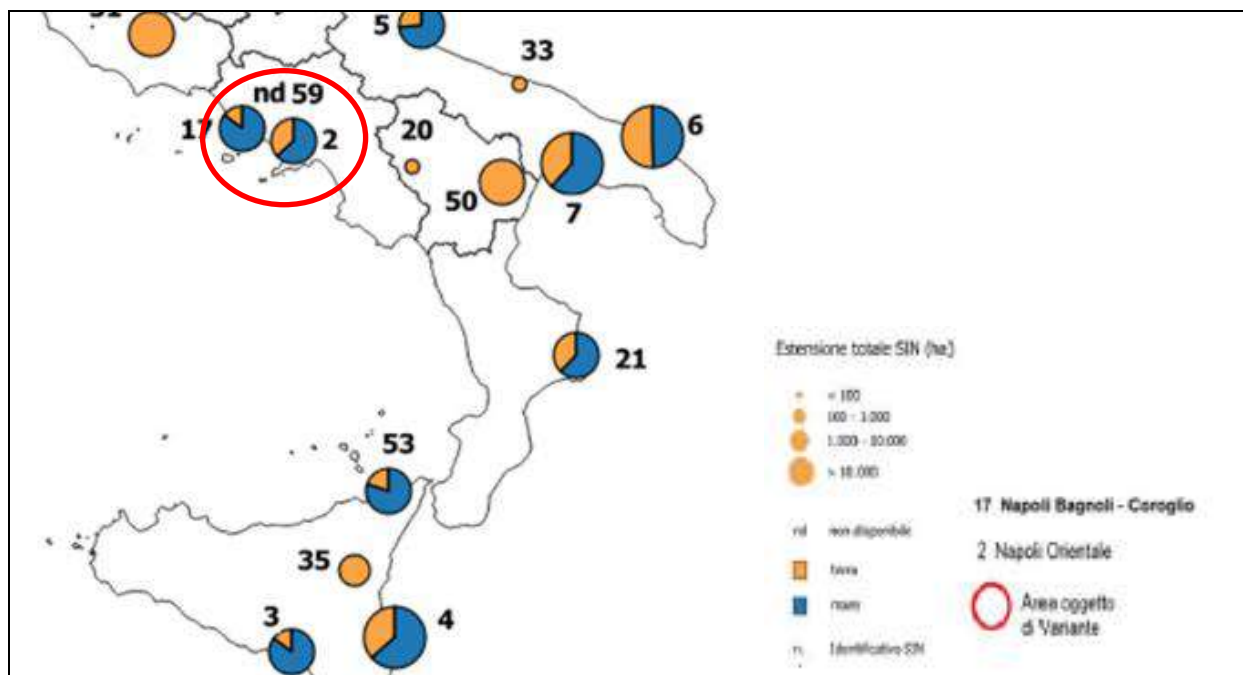 51
5
33
nd 59
17
2
20
6
50
7
21
53
35
3
4
Estensione totale SIN (ha)
< 100
100 - 1.000
1.000 - 10.000
> 10.000
nd non disponibile
terra
mare
n. Identificativo SIN
17 Napoli Bagnoli - Coroglio
2 Napoli Orientale
Area oggetto
di Variante